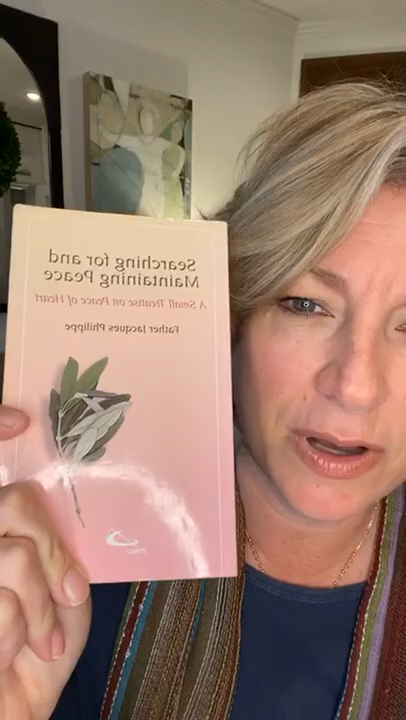 Searching for and
Maintaining Peace
A Small Treatise on Peace of Heart
Father Jacques Philippe